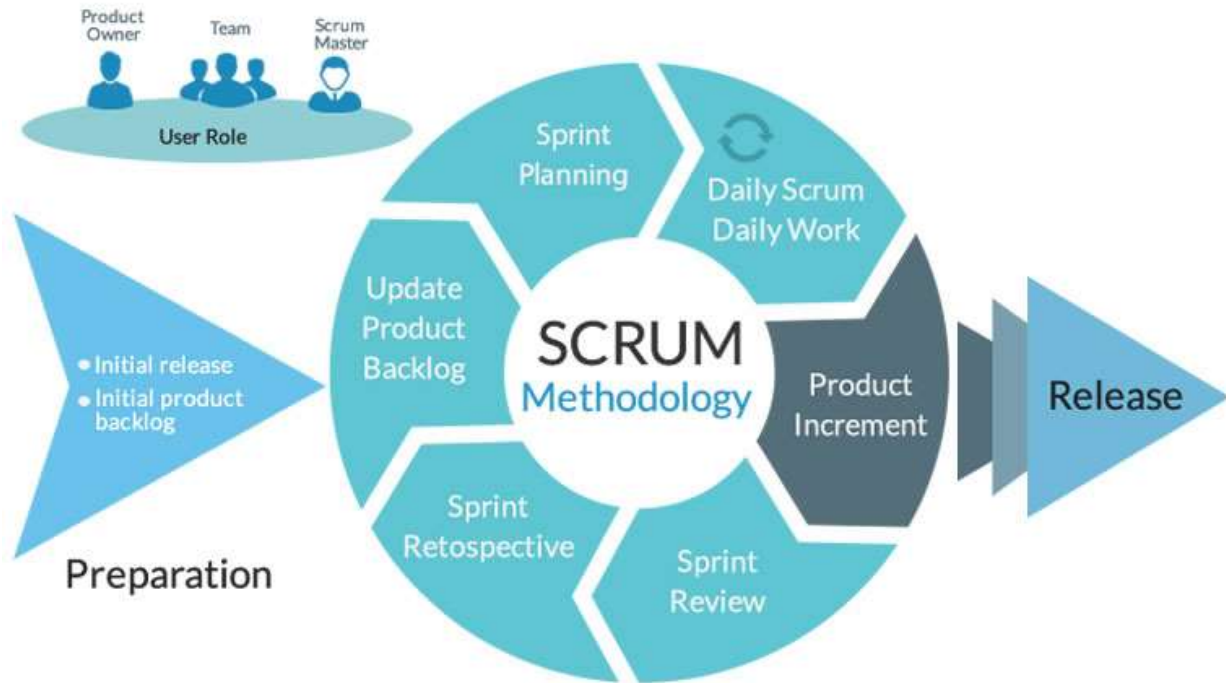 Product
Owner
Team
Scrum
Master
User Role
Sprint
Planning
Daily Scrum
Daily Work
Update
Product
Backlog
SCRUM
Methodology
Product
Increment
Release
• Initial release
• Initial product
backlog
Preparation
Sprint
Retospective
Sprint
Review